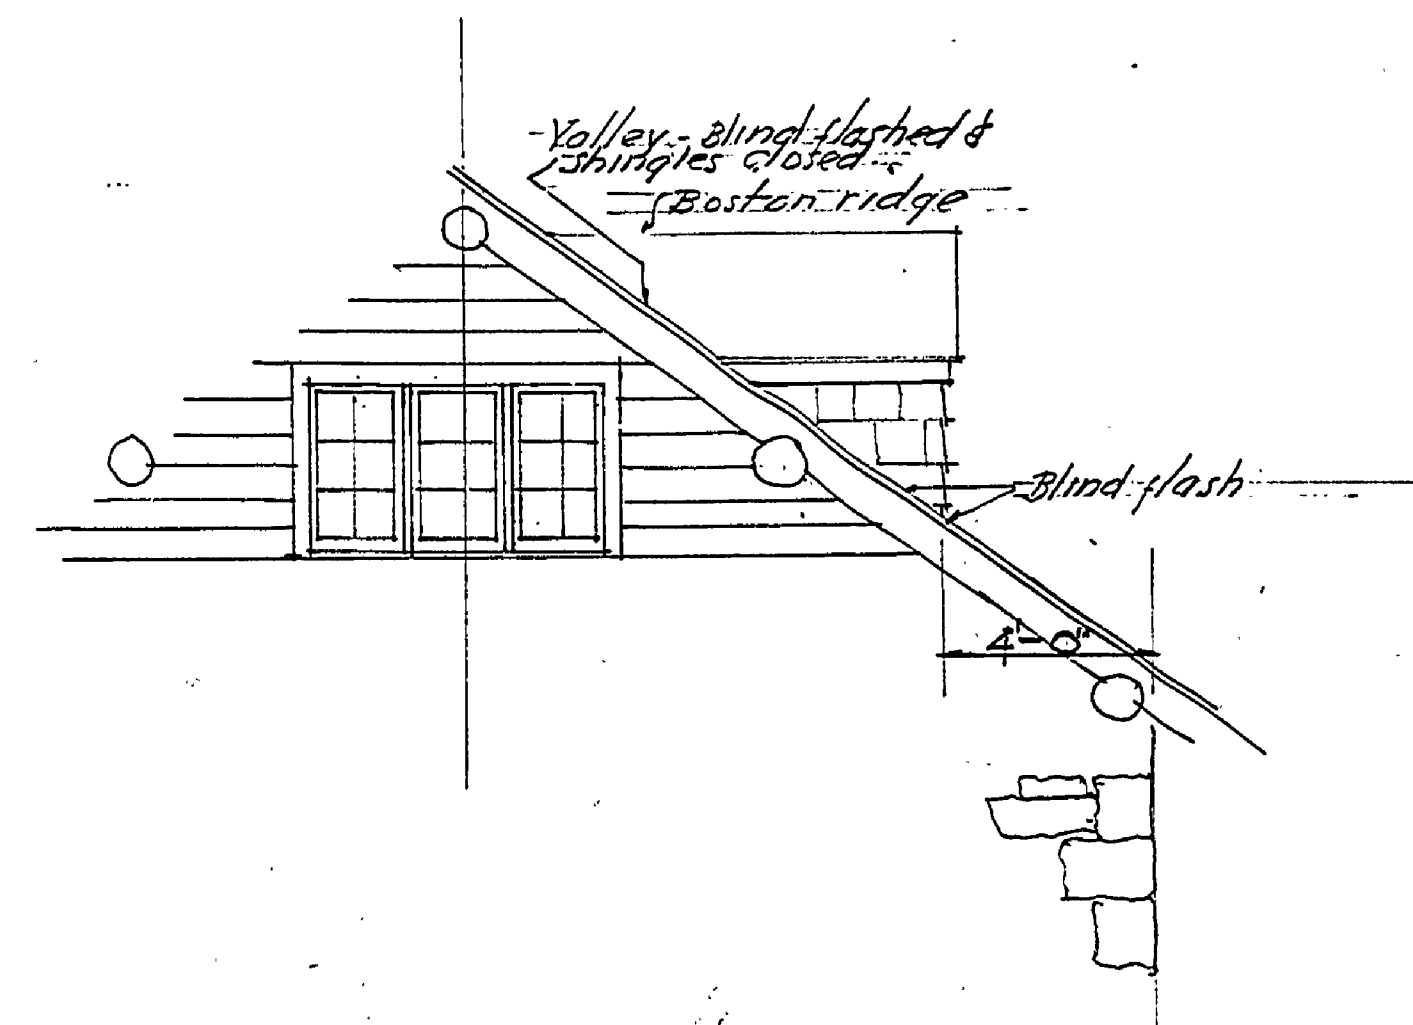 -Valley-Blind flashed &
shingles closed-
Boston ridge
Blind flash
4'-0"